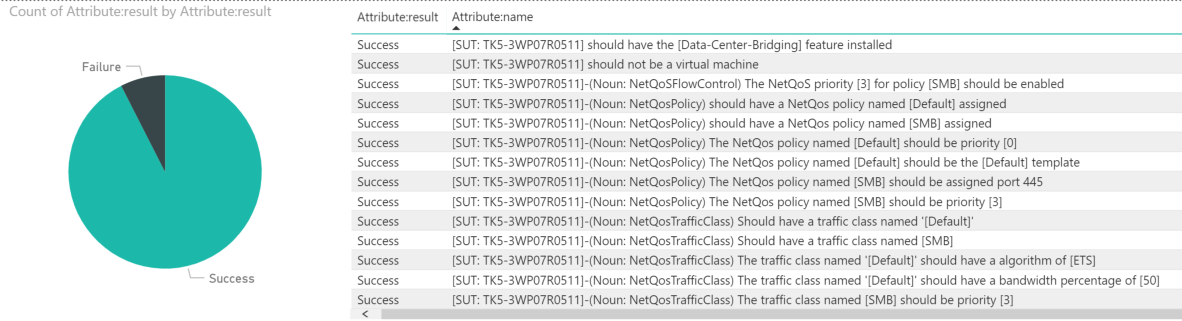 Count of Attribute:result by Attribute:result
Failure
Success
Attribute:result Attribute:name
Success [SUT: TK5-3WP07R0511] should have the [Data-Center-Bridging] feature installed
Success [SUT: TK5-3WP07R0511] should not be a virtual machine
Success [SUT: TK5-3WP07R0511]-(Noun: NetQoSFlowControl) The NetQoS priority [3] for policy [SMB] should be enabled
Success [SUT: TK5-3WP07R0511]-(Noun: NetQosPolicy) should have a NetQos policy named [Default] assigned
Success [SUT: TK5-3WP07R0511]-(Noun: NetQosPolicy) should have a NetQos policy named [SMB] assigned
Success [SUT: TK5-3WP07R0511]-(Noun: NetQosPolicy) The NetQos policy named [Default] should be priority [0]
Success [SUT: TK5-3WP07R0511]-(Noun: NetQosPolicy) The NetQos policy named [Default] should be the [Default] template
Success [SUT: TK5-3WP07R0511]-(Noun: NetQosPolicy) The NetQos policy named [SMB] should be assigned port 445
Success [SUT: TK5-3WP07R0511]-(Noun: NetQosPolicy) The NetQos policy named [SMB] should be priority [3]
Success [SUT: TK5-3WP07R0511]-(Noun: NetQosTrafficClass) Should have a traffic class named '[Default]'
Success [SUT: TK5-3WP07R0511]-(Noun: NetQosTrafficClass) Should have a traffic class named [SMB]
Success [SUT: TK5-3WP07R0511]-(Noun: NetQosTrafficClass) The traffic class named '[Default]' should have a algorithm of [ETS]
Success [SUT: TK5-3WP07R0511]-(Noun: NetQosTrafficClass) The traffic class named '[Default]' should have a bandwidth percentage of [50]
Success [SUT: TK5-3WP07R0511]-(Noun: NetQosTrafficClass) The traffic class named [SMB] should be priority [3]